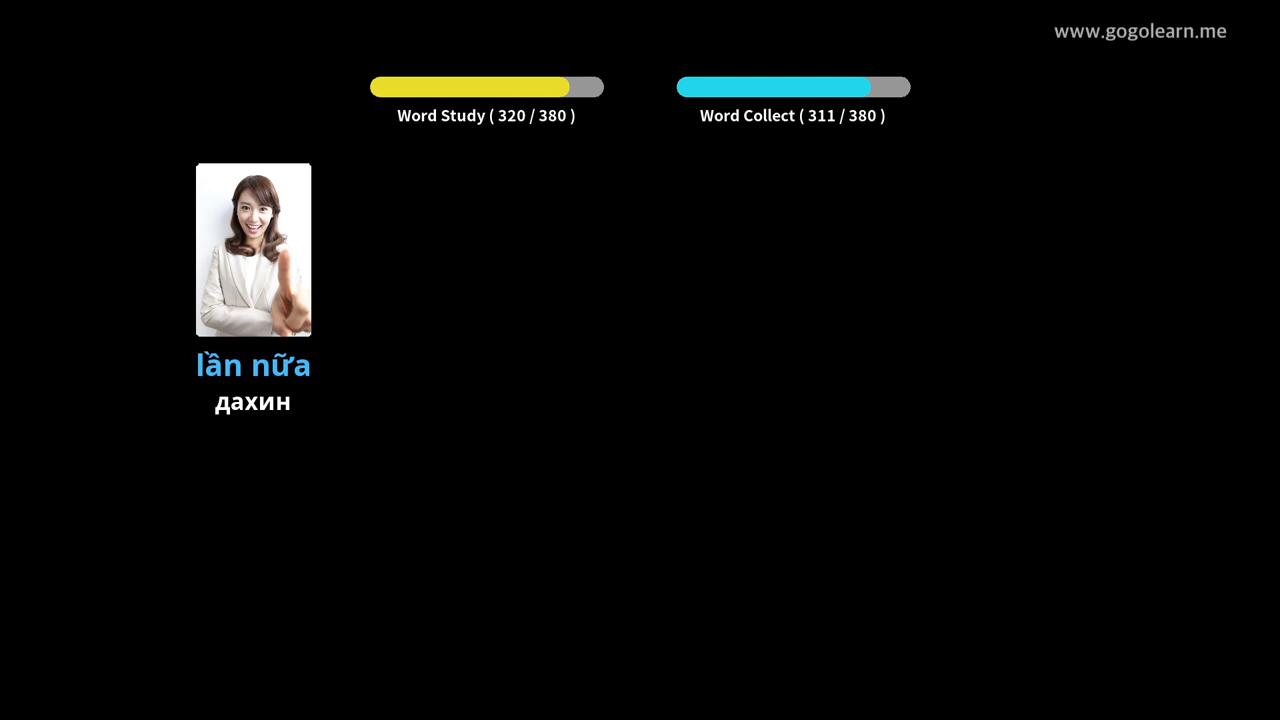 www.gogolearn.me
Word Study ( 320 / 380 )
Word Collect ( 311 / 380 )
lần nữa
дахин